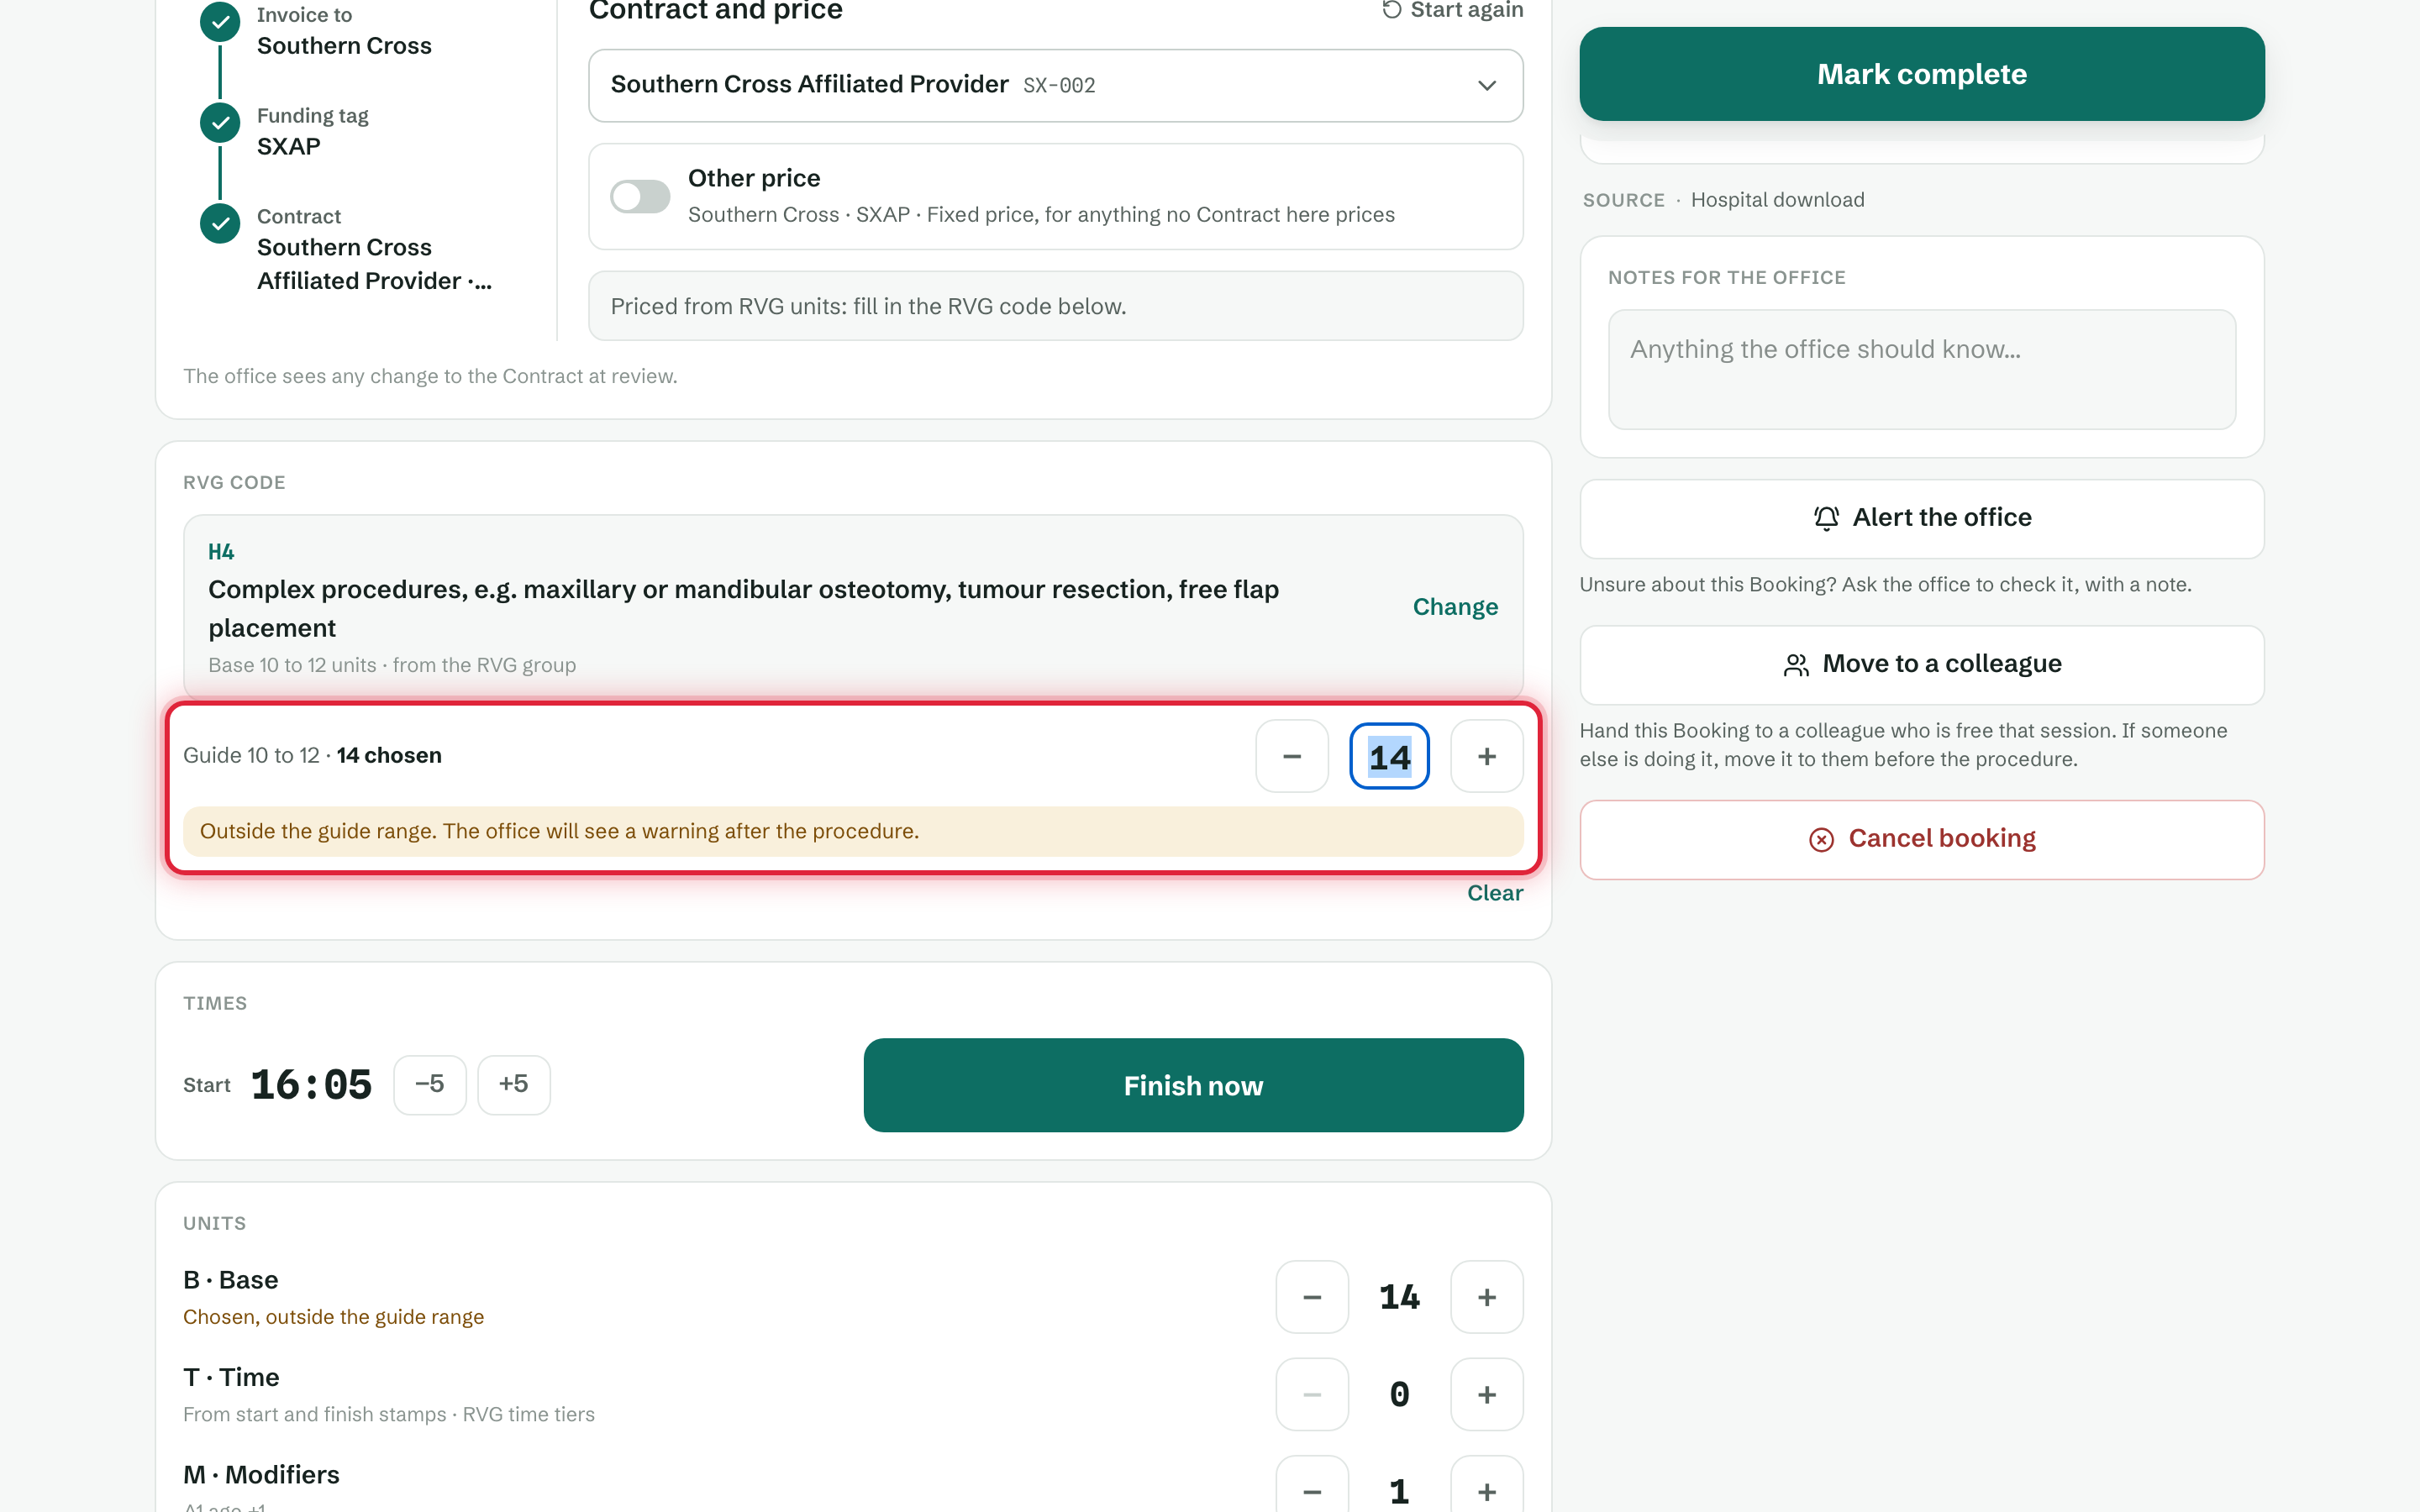 Invoice to
Southern Cross
Funding tag
SXAP
Contract
Southern Cross
Affiliated Provider ·...
Contract and price
Start again
Southern Cross Affiliated Provider SX-002
Other price
Southern Cross · SXAP · Fixed price, for anything no Contract here prices
Priced from RVG units: fill in the RVG code below.
The office sees any change to the Contract at review.
RVG CODE
H4
Complex procedures, e.g. maxillary or mandibular osteotomy, tumour resection, free flap
placement
Base 10 to 12 units · from the RVG group
Change
Guide 10 to 12 · 14 chosen
− 14 +
Outside the guide range. The office will see a warning after the procedure.
Clear
TIMES
Start 16:05 −5 +5
Finish now
UNITS
B · Base
Chosen, outside the guide range
− 14 +
T · Time
From start and finish stamps · RVG time tiers
− 0 +
M · Modifiers
− 1 +
Mark complete
SOURCE · Hospital download
NOTES FOR THE OFFICE
Anything the office should know...
Alert the office
Unsure about this Booking? Ask the office to check it, with a note.
Move to a colleague
Hand this Booking to a colleague who is free that session. If someone
else is doing it, move it to them before the procedure.
Cancel booking